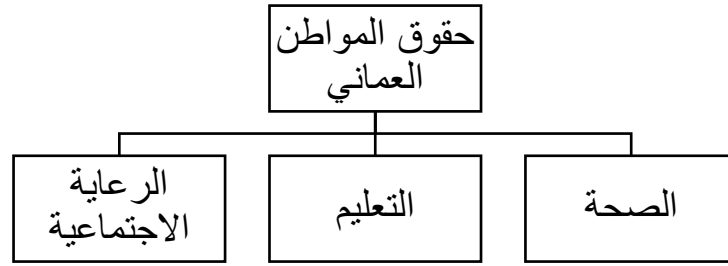 حقوق المواطن
العماني
الصحة
التعليم
الرعاية
الاجتماعية